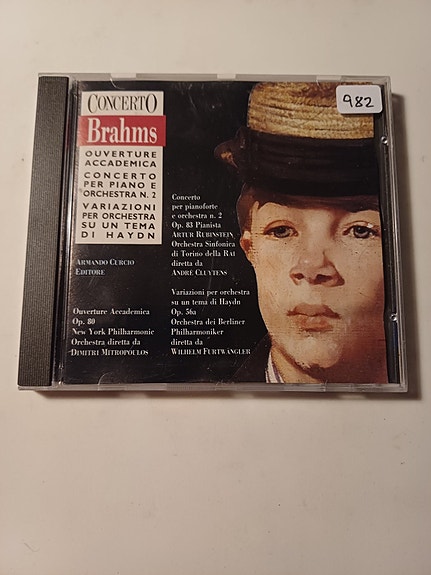 CONCERTO
Brahms
OUVERTURE
ACCADEMICA
CONCERTO
PER PIANO E
ORCHESTRA N. 2
VARIAZIONI
PER ORCHESTRA
SU UN TEMA
DI HAYDN
ARMANDO CURCIO
EDITORE
Ouverture Accademica
Op. 80
New York Philharmonic
Orchestra diretta da
DIMITRI MITROPOULOS
Concerto
per pianoforte
e orchestra n. 2
Op. 83 Pianista
ARTUR RUBINSTEIN
Orchestra Sinfonica
di Torino della RAI
diretta da
ANDRÉ CLUYTENS
Variazioni per orchestra
su un tema di Haydn
Op. 56a
Orchestra dei Berliner
Philharmoniker
diretta da
WILHELM FURTWÄNGLER
982